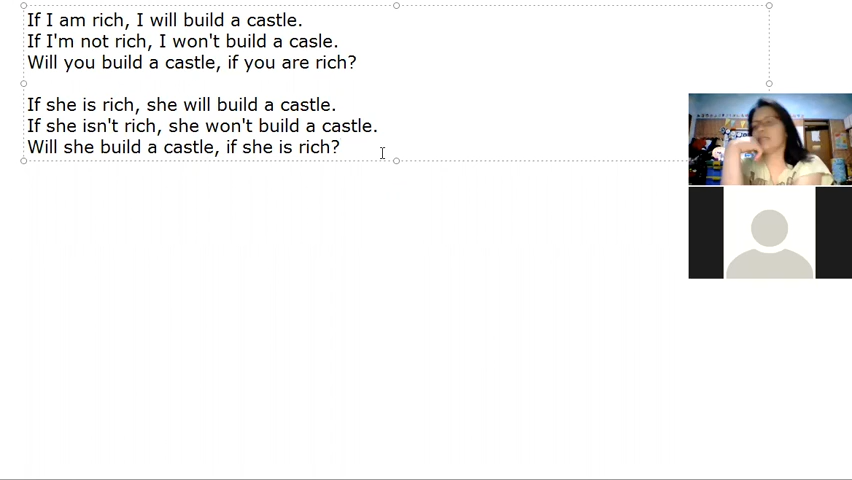 If I am rich, I will build a castle.
If I'm not rich, I won't build a casle.
Will you build a castle, if you are rich?
If she is rich, she will build a castle.
If she isn't rich, she won't build a castle.
Will she build a castle, if she is rich?